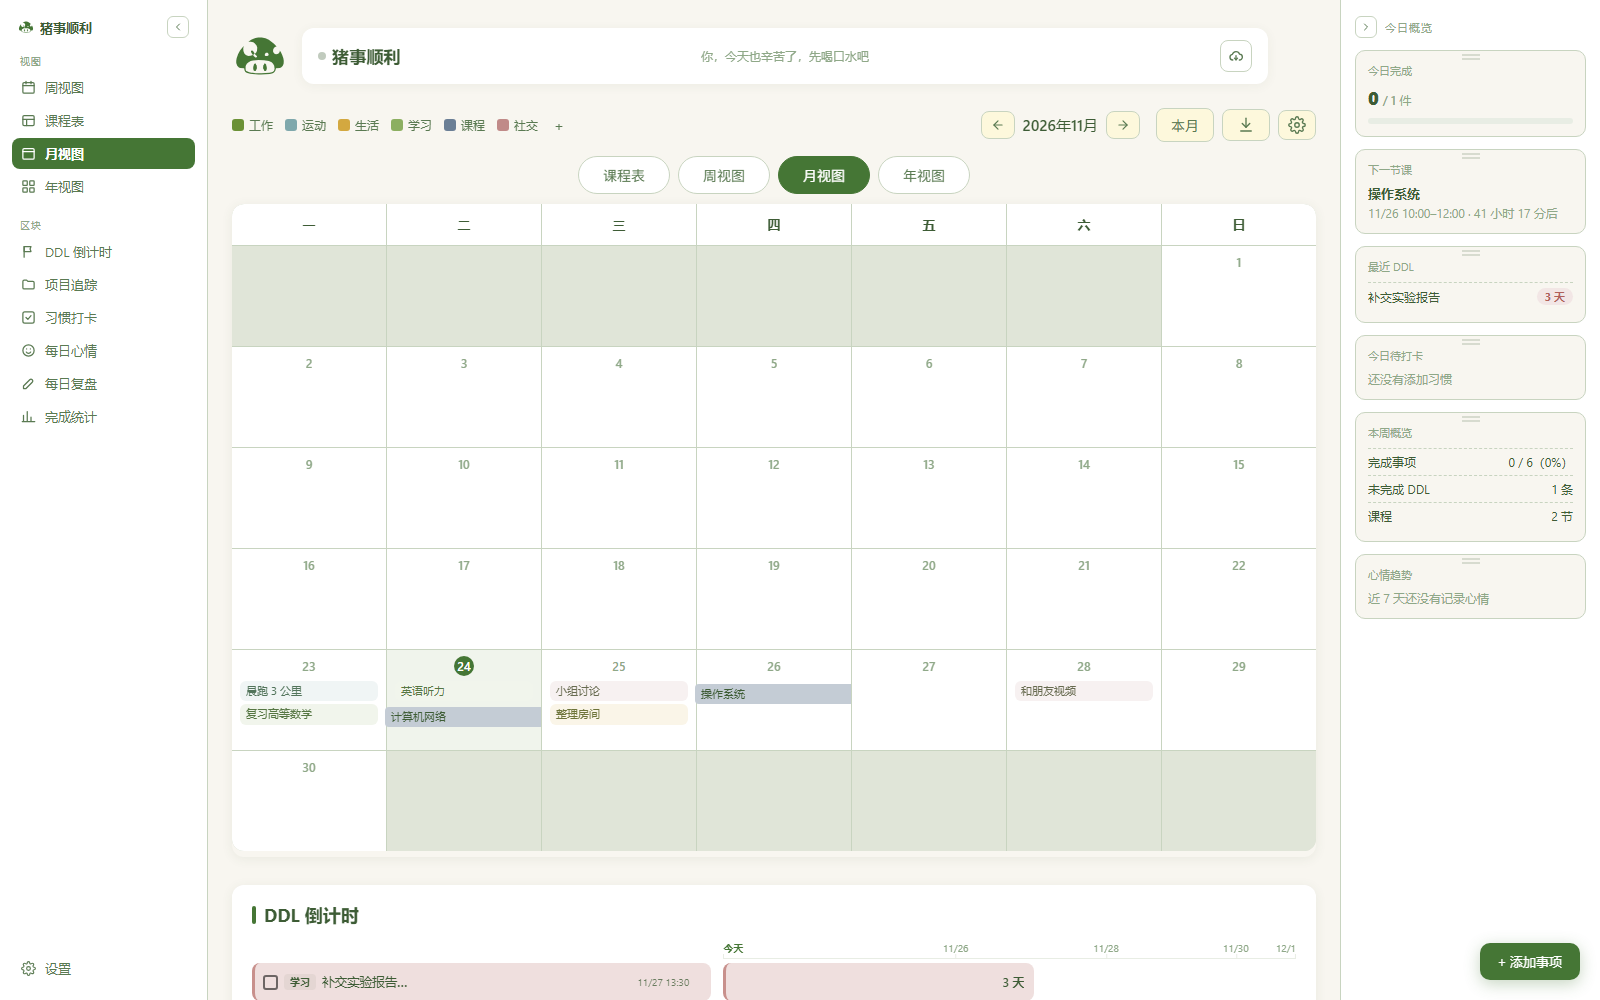 猪事顺利
视图
周视图
课程表
月视图
年视图
区块
DDL 倒计时
项目追踪
习惯打卡
每日心情
每日复盘
完成统计
设置
猪事顺利
你，今天也辛苦了，先喝口水吧
工作 运动 生活 学习 课程 社交 +
2026年11月
本月
课程表 周视图 月视图 年视图
一 二 三 四 五 六 日
1
2 3 4 5 6 7 8
9 10 11 12 13 14 15
16 17 18 19 20 21 22
23 24 25 26 27 28 29
晨跑 3 公里 英语听力 小组讨论 操作系统 和朋友视频
复习高等数学 计算机网络 整理房间
30
DDL 倒计时
今天 11/26 11/28 11/30 12/1
学习 补交实验报告... 11/27 13:30 3 天
今日概览
今日完成
0 / 1 件
下一节课
操作系统
11/26 10:00–12:00 · 41 小时 17 分后
最近 DDL
补交实验报告 3 天
今日待打卡
还没有添加习惯
本周概览
完成事项 0 / 6（0%）
未完成 DDL 1 条
课程 2 节
心情趋势
近 7 天还没有记录心情
+ 添加事项